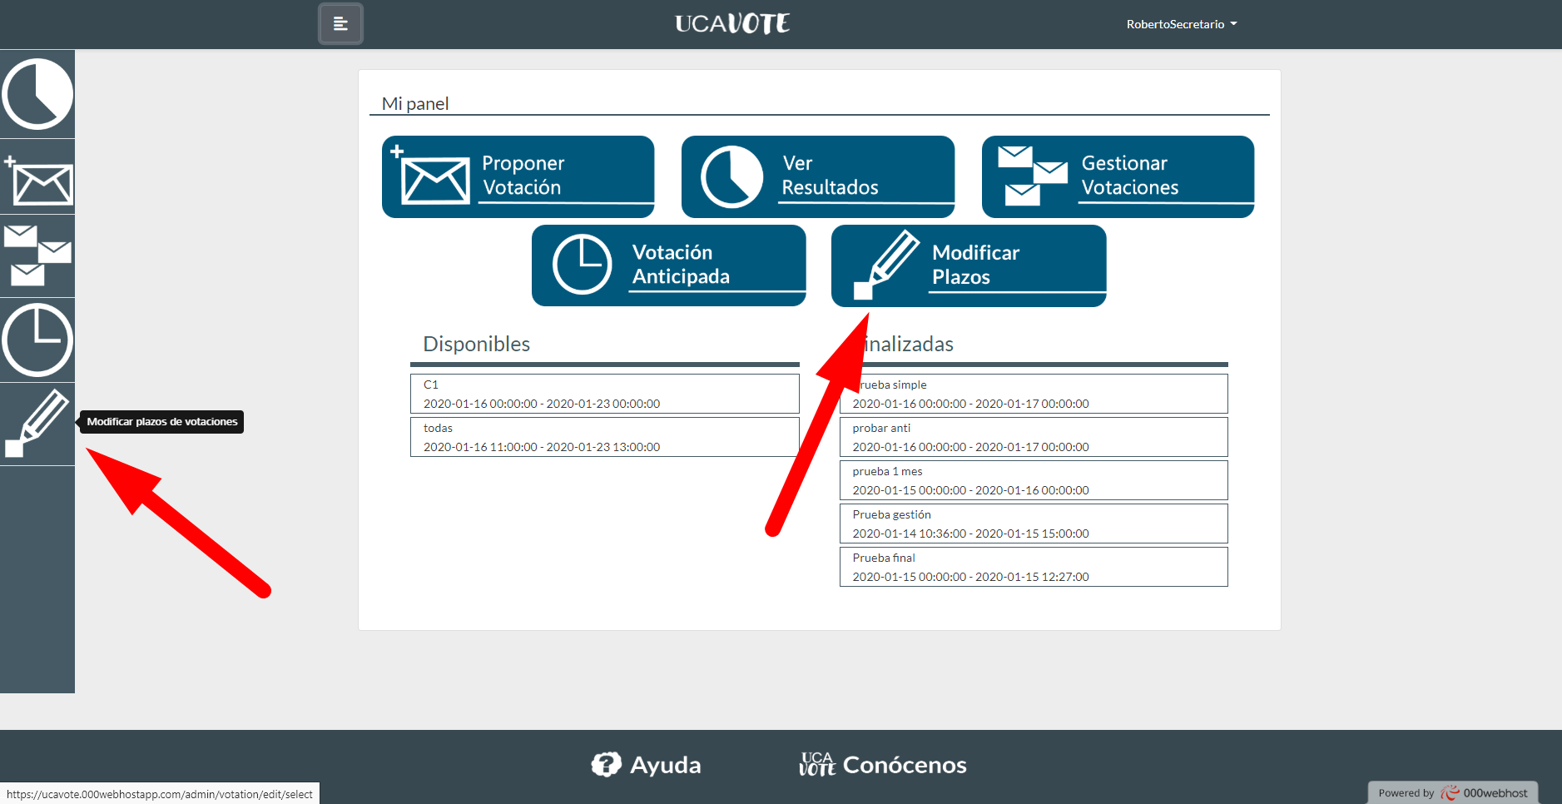 UCAVOTE
RobertoSecretario
Mi panel
Proponer
Votación
Ver
Resultados
Gestionar
Votaciones
Votación
Anticipada
Modificar
Plazos
Disponibles
C1
2020-01-16 00:00:00 - 2020-01-23 00:00:00
todas
2020-01-16 11:00:00 - 2020-01-23 13:00:00
inalizadas
rueba simple
2020-01-16 00:00:00 - 2020-01-17 00:00:00
probar anti
2020-01-16 00:00:00 - 2020-01-17 00:00:00
prueba 1 mes
2020-01-15 00:00:00 - 2020-01-16 00:00:00
Prueba gestión
2020-01-14 10:36:00 - 2020-01-15 15:00:00
Prueba final
2020-01-15 00:00:00 - 2020-01-15 12:27:00
Modificar plazos de votaciones
Ayuda
UCA
VOTE
Conócenos
https://ucavote.000webhostapp.com/admin/votation/edit/select
Powered by 000webhost